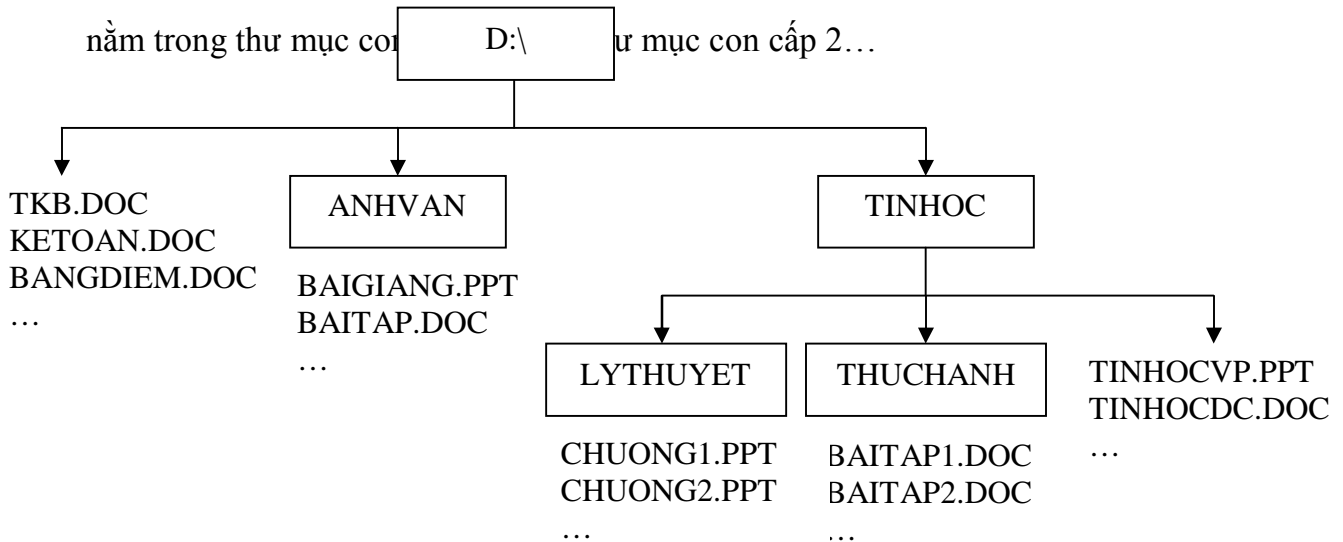 nằm trong thư mục con
D:\
ư mục con cấp 2…
TKB.DOC
KETOAN.DOC
BANGDIEM.DOC
…
ANHVAN
BAIGIANG.PPT
BAITAP.DOC
…
TINHOC
LYTHUYET
CHUONG1.PPT
CHUONG2.PPT
…
THUCHANH
BAITAP1.DOC
BAITAP2.DOC
…
TINHOCVP.PPT
TINHOCDC.DOC
…